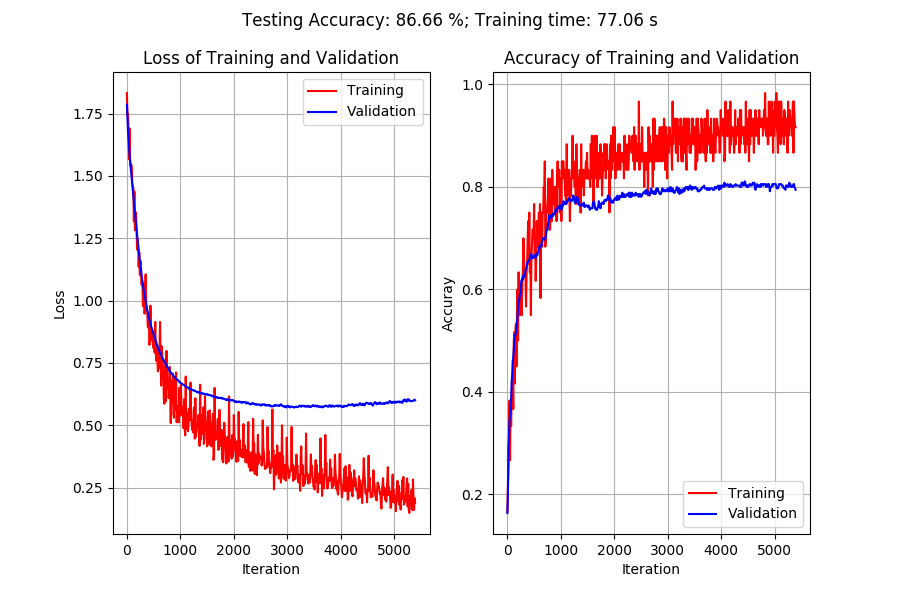 Testing Accuracy: 86.66 %; Training time: 77.06 s
Loss of Training and Validation
Training
Validation
1.75
1.50
1.25
1.00
0.75
0.50
0.25
Loss
0 1000 2000 3000 4000 5000
Iteration
Accuracy of Training and Validation
1.0
0.8
0.6
0.4
0.2
Accuray
Training
Validation
0 1000 2000 3000 4000 5000
Iteration